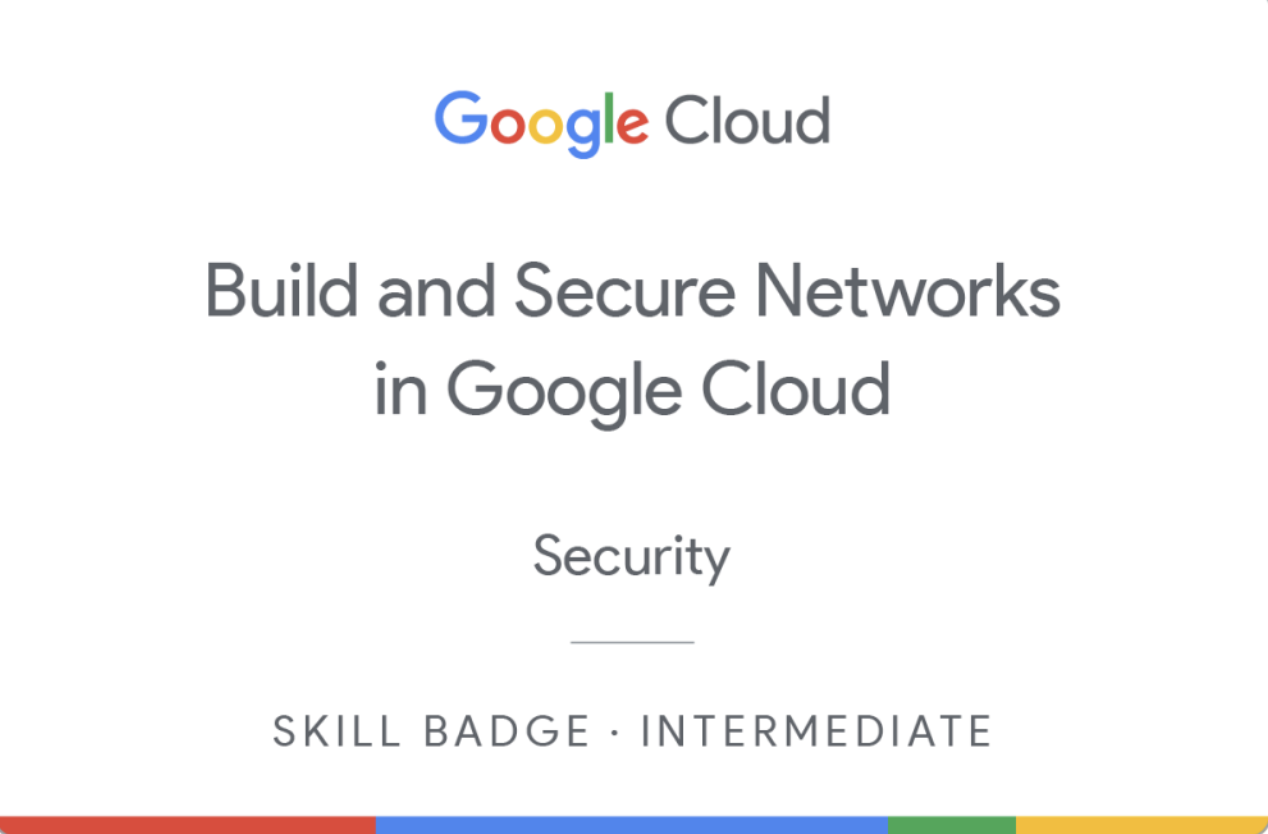 Google Cloud
Build and Secure Networks
in Google Cloud
Security
SKILL BADGE · INTERMEDIATE